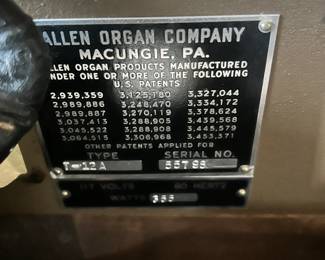 ALLEN ORGAN COMPANY
MACUNGIE, PA.
ALLEN ORGAN PRODUCTS MANUFACTURED
UNDER ONE OR MORE OF THE FOLLOWING
U.S. PATENTS
2,939,359 3,125,180 3,327,044
2,989,886 3,248,470 3,334,172
2,989,887 3,270,119 3,378,624
3,037,413 3,288,905 3,439,568
3,045,522 3,288,908 3,445,579
3,064,515 3,308,968 3,453,371
OTHER PATENTS APPLIED FOR
TYPE SERIAL NO.
T-12A
117 VOLTS 60 HERTZ
WATTS 355